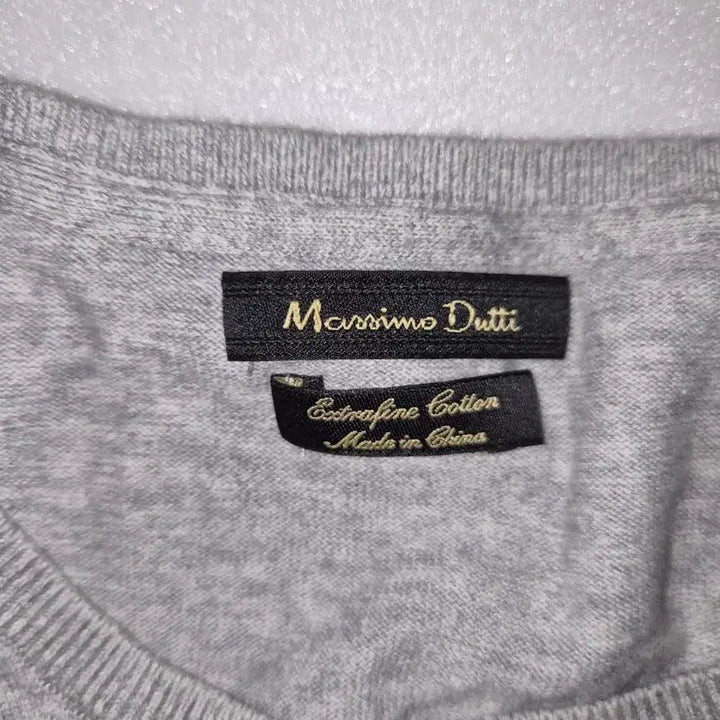 Massimo Dutti
Extrafine Cotton
Made in China